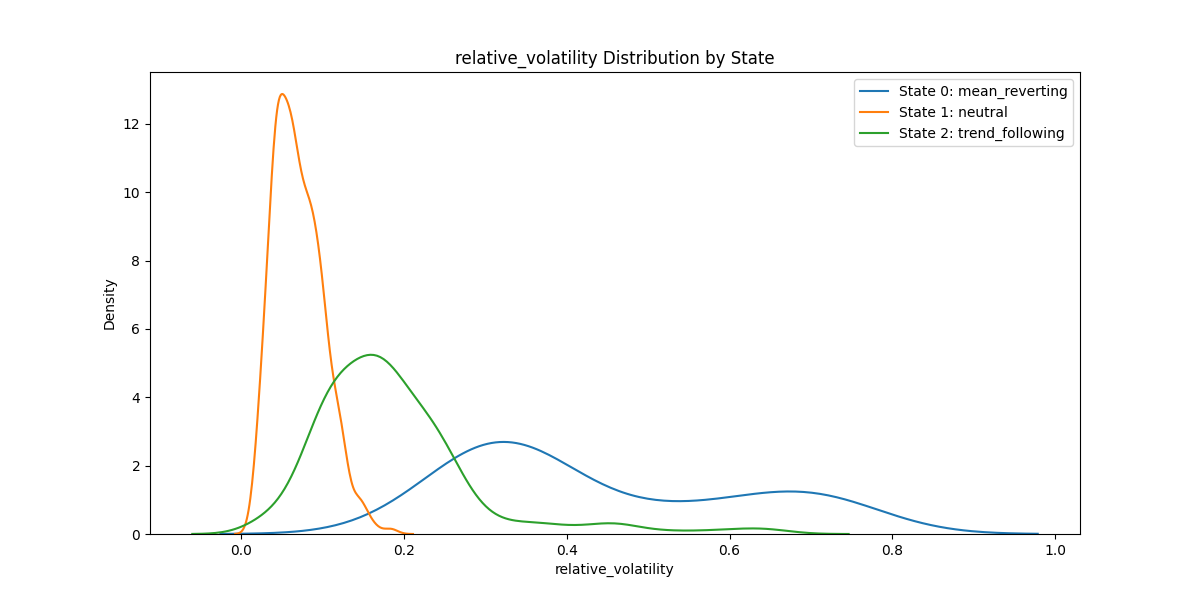 relative_volatility Distribution by State
State 0: mean_reverting
State 1: neutral
State 2: trend_following
Density
12
10
8
6
4
2
0
0.0 0.2 0.4 0.6 0.8 1.0
relative_volatility